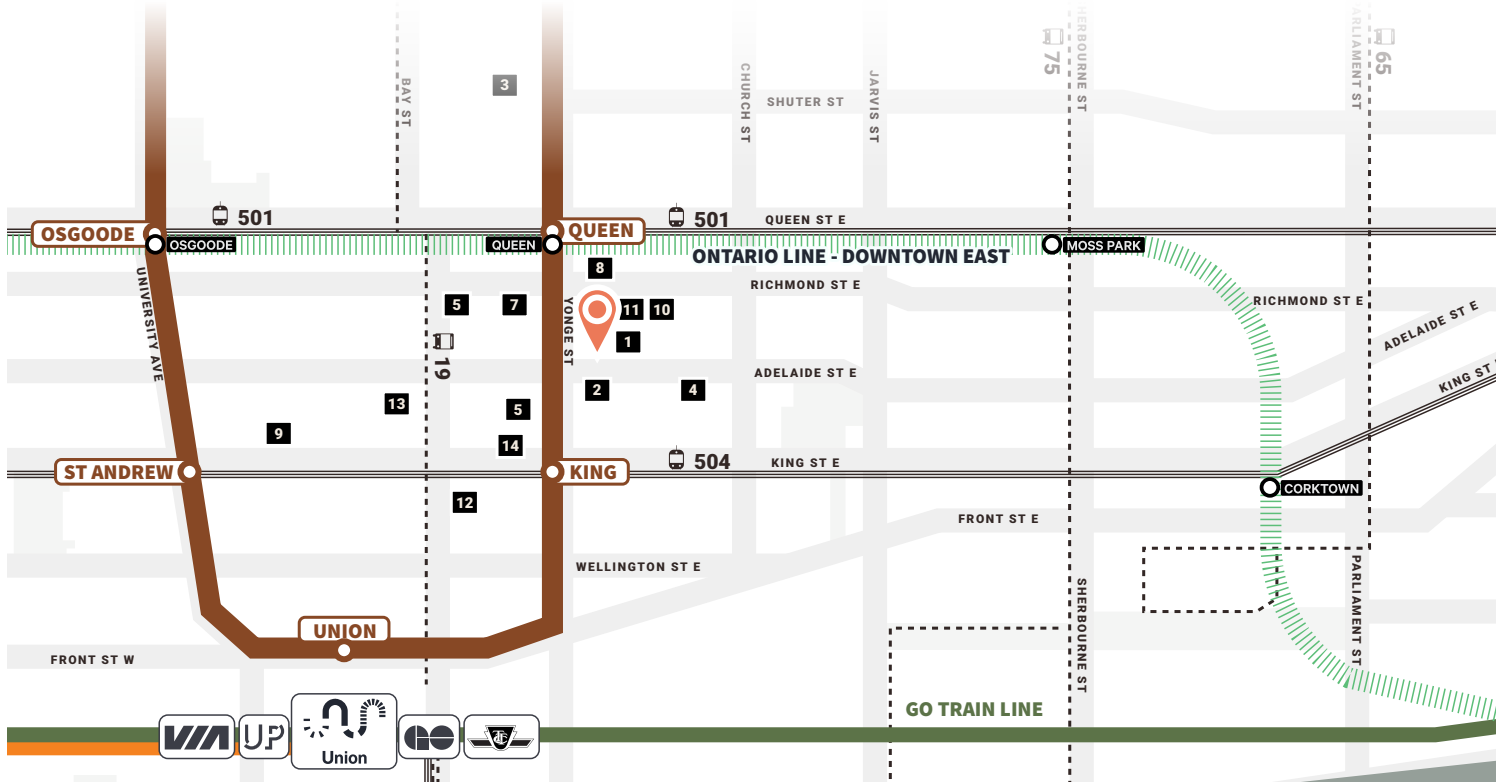 3
BAY ST
CHURCH ST
SHUTER ST
JARVIS ST
75
SHERBOURNE ST
PARLIAMENT ST
65
501
501
QUEEN ST E
OSGOODE
OSGOODE
QUEEN
QUEEN
MOSS PARK
ONTARIO LINE - DOWNTOWN EAST
8
RICHMOND ST E
RICHMOND ST E
UNIVERSITY AVE
5
7
YONGE ST
11
10
1
19
ADELAIDE ST E
ADELAIDE ST E
KING ST
2
4
13
5
9
14
504
KING ST E
ST ANDREW
KING
CORKTOWN
12
FRONT ST E
WELLINGTON ST E
SHERBOURNE ST
PARLIAMENT ST
UNION
FRONT ST W
GO TRAIN LINE
VIA
UP
Union
GO
TTC